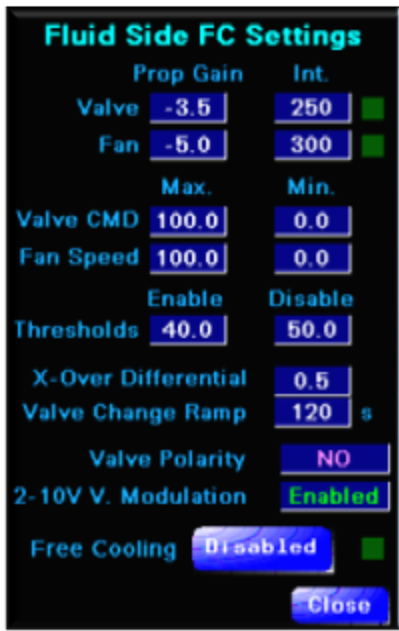 Fluid Side FC Settings
Prop Gain Int.
Valve -3.5 250
Fan -5.0 300
Max. Min.
Valve CMD 100.0 0.0
Fan Speed 100.0 0.0
Enable Disable
Thresholds 40.0 50.0
X-Over Differential 0.5
Valve Change Ramp 120 s
Valve Polarity NO
2-10V V. Modulation Enabled
Free Cooling Disabled
Close